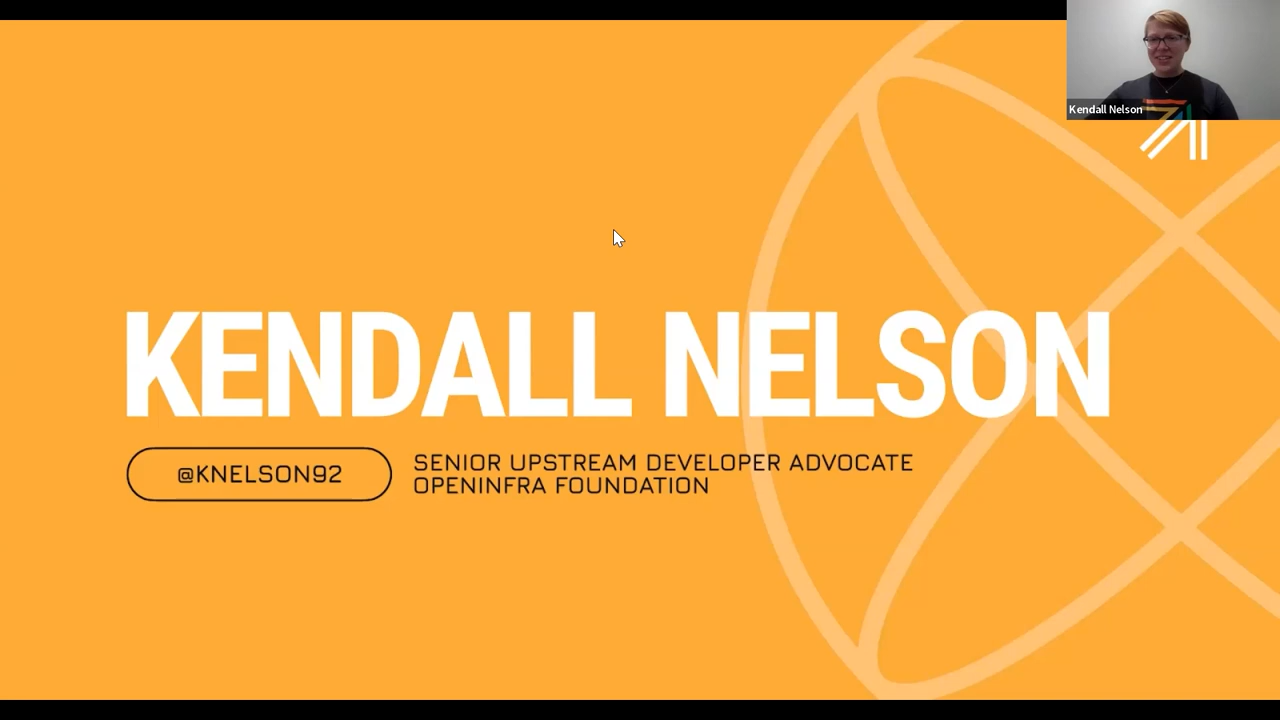 Kendall Nelson
KENDALL NELSON
@KNELSON92
SENIOR UPSTREAM DEVELOPER ADVOCATE
OPENINFRA FOUNDATION